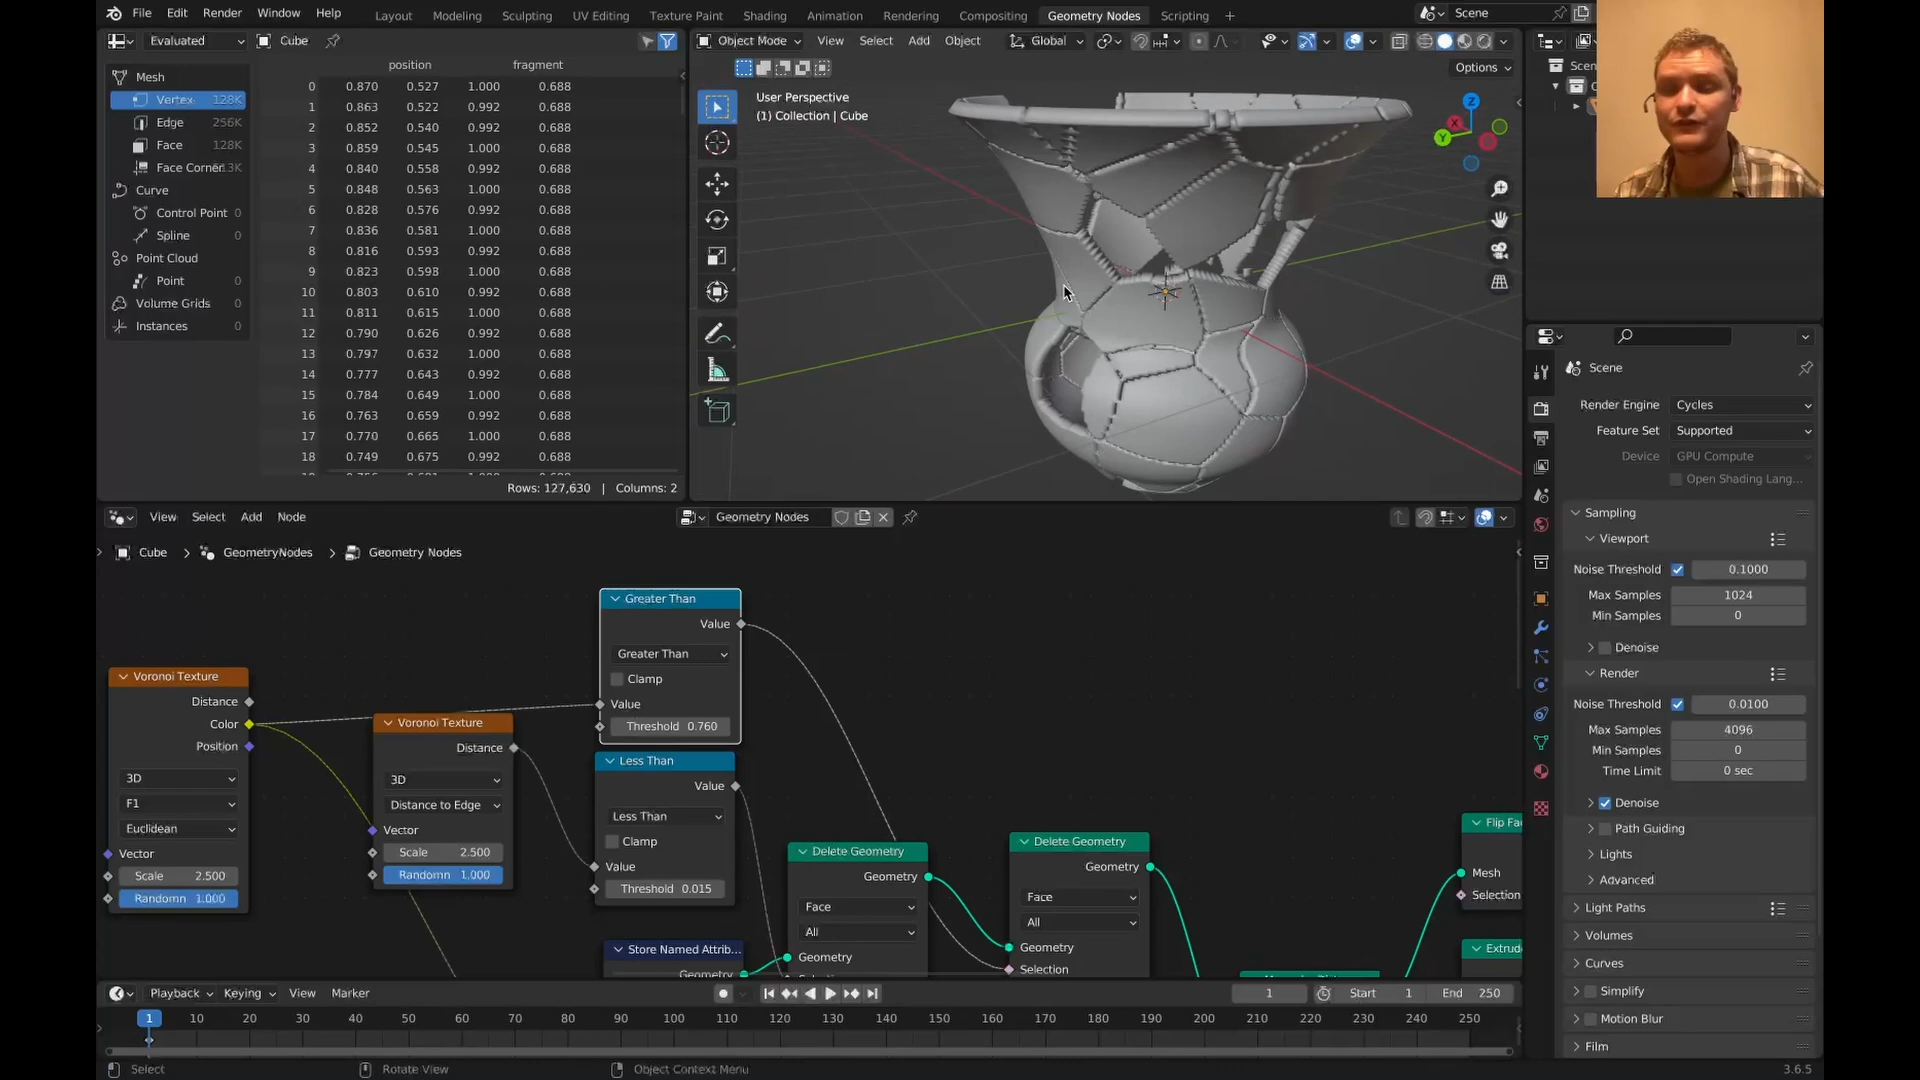 File Edit Render Window Help Layout Modeling Sculpting UV Editing Texture Paint Shading Animation Rendering Compositing Geometry Nodes Scripting + Scene
Evaluated Cube
Mesh
Vertex 128K
Edge 256K
Face 128K
Face Corner
Curve
Control Point 0
Spline 0
Point Cloud
Point 0
Volume Grids 0
Instances 0
position fragment
0 0.870 0.527 1.000 0.688
1 0.863 0.522 0.992 0.688
2 0.852 0.540 0.992 0.688
3 0.859 0.545 1.000 0.688
4 0.840 0.558 0.992 0.688
5 0.848 0.563 1.000 0.688
6 0.828 0.576 0.992 0.688
7 0.836 0.581 1.000 0.688
8 0.816 0.593 0.992 0.688
9 0.823 0.598 1.000 0.688
10 0.803 0.610 0.992 0.688
11 0.811 0.615 1.000 0.688
12 0.790 0.626 0.992 0.688
13 0.797 0.632 1.000 0.688
14 0.777 0.643 0.992 0.688
15 0.784 0.649 1.000 0.688
16 0.763 0.659 0.992 0.688
17 0.770 0.665 1.000 0.688
18 0.749 0.675 0.992 0.688
Rows: 127,630 | Columns: 2
Object Mode View Select Add Object Global
Options
User Perspective
(1) Collection | Cube
Z
X
Y
Scen
View Select Add Node Geometry Nodes
Cube > GeometryNodes > Geometry Nodes
Voronoi Texture
Distance
Color
Position
3D
F1
Euclidean
Vector
Scale 2.500
Randomn 1.000
Voronoi Texture
Distance
3D
Distance to Edge
Vector
Scale 2.500
Randomn 1.000
Greater Than
Value
Greater Than
Clamp
Value
Threshold 0.760
Less Than
Value
Less Than
Clamp
Value
Threshold 0.015
Store Named Attrib...
Geometry
Delete Geometry
Geometry
Face
All
Geometry
Delete Geometry
Geometry
Face
All
Geometry
Selection
Flip Fa
Mesh
Selection
Extrud
Scene
Render Engine Cycles
Feature Set Supported
Device GPU Compute
Open Shading Lang...
Sampling
Viewport
Noise Threshold 0.1000
Max Samples 1024
Min Samples 0
Denoise
Render
Noise Threshold 0.0100
Max Samples 4096
Min Samples 0
Time Limit 0 sec
Denoise
Path Guiding
Lights
Advanced
Light Paths
Volumes
Curves
Simplify
Motion Blur
Film
Playback Keying View Marker 1 Start 1 End 250
1 10 20 30 40 50 60 70 80 90 100 110 120 130 140 150 160 170 180 190 200 210 220 230 240 250
Select Rotate View Object Context Menu 3.6.5